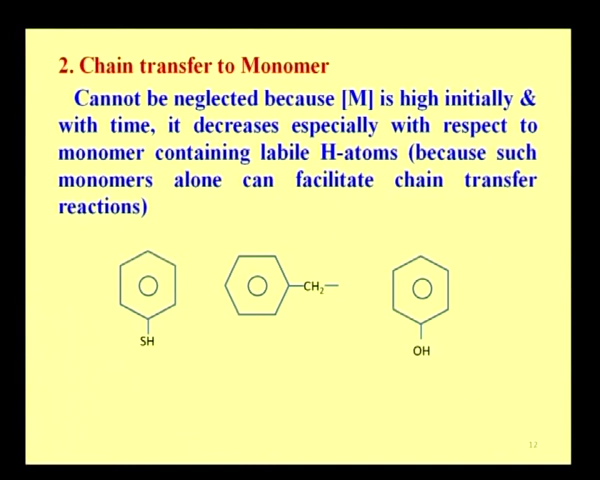 2. Chain transfer to Monomer
Cannot be neglected because [M] is high initially &
with time, it decreases especially with respect to
monomer containing labile H-atoms (because such
monomers alone can facilitate chain transfer
reactions)
—CH₂—
SH
OH
12